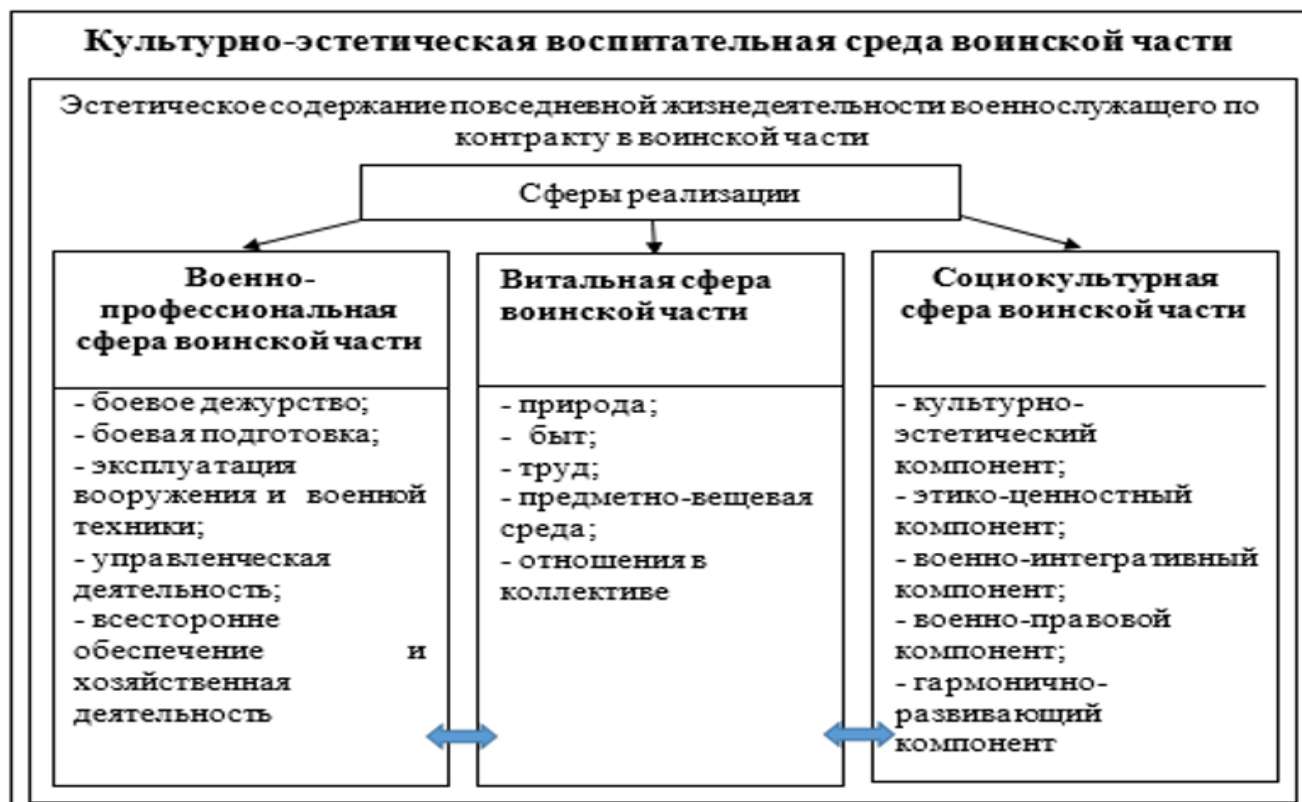 Культурно-эстетическая воспитательная среда воинской части
Эстетическое содержание повседневной жизнедеятельности военнослужащего по
контракту в воинской части
Сферы реализации
Военно-
профессиональная
сфера воинской части
- боевое дежурство;
- боевая подготовка;
- эксплуатация
вооружения и военной
техники;
- управленческая
деятельность;
- всесторонне
обеспечение и
хозяйственная
деятельность
Витальная сфера
воинской части
- природа;
- быт;
- труд;
- предметно-вещевая
среда;
- отношения в
коллективе
Социокультурная
сфера воинской части
- культурно-
эстетический
компонент;
- этико-ценностный
компонент;
- военно-интегративный
компонент;
- военно-правовой
компонент;
- гармонично-
развивающий
компонент